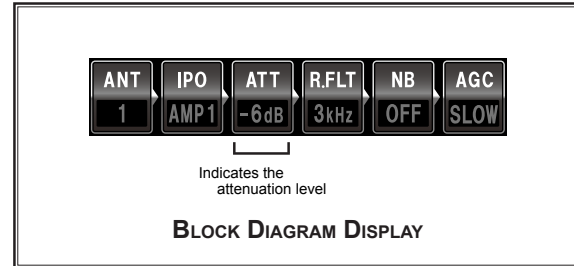 ANT IPO ATT R.FLT NB AGC
1 AMP1 -6dB 3kHz OFF SLOW
Indicates the
attenuation level
BLOCK DIAGRAM DISPLAY